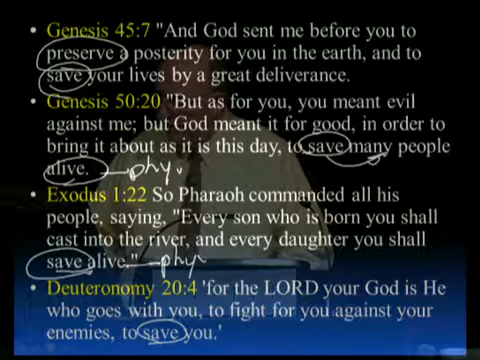 • Genesis 45:7 "And God sent me before you to
preserve a posterity for you in the earth, and to
save your lives by a great deliverance.
• Genesis 50:20 "But as for you, you meant evil
against me; but God meant it for good, in order to
bring it about as it is this day, to save many people
alive. —phy.
• Exodus 1:22 So Pharaoh commanded all his
people, saying, "Every son who is born you shall
cast into the river, and every daughter you shall
save alive." —phy
• Deuteronomy 20:4 'for the LORD your God is He
who goes with you, to fight for you against your
enemies, to save you.'